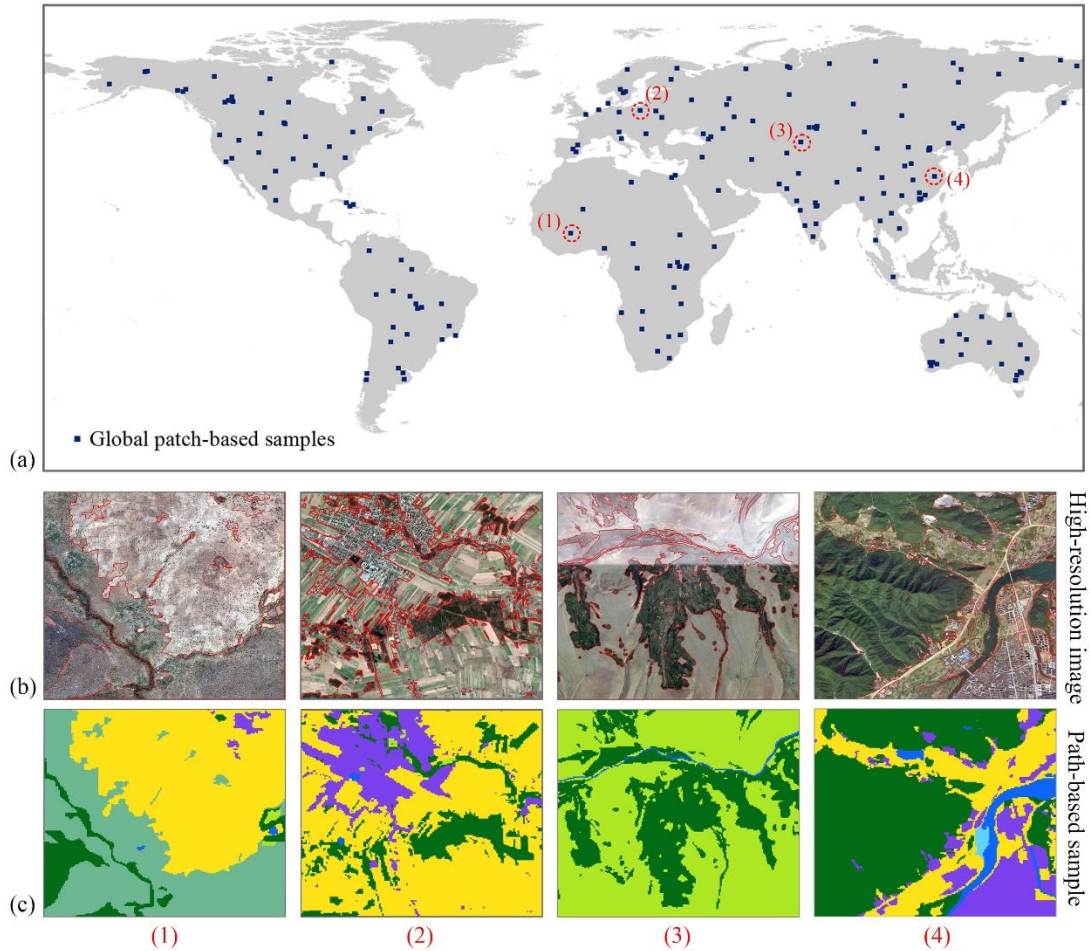 (2)
(3)
(4)
(1)
Global patch-based samples
(a)
High-resolution image
(b)
Path-based sample
(c)
(1) (2) (3) (4)